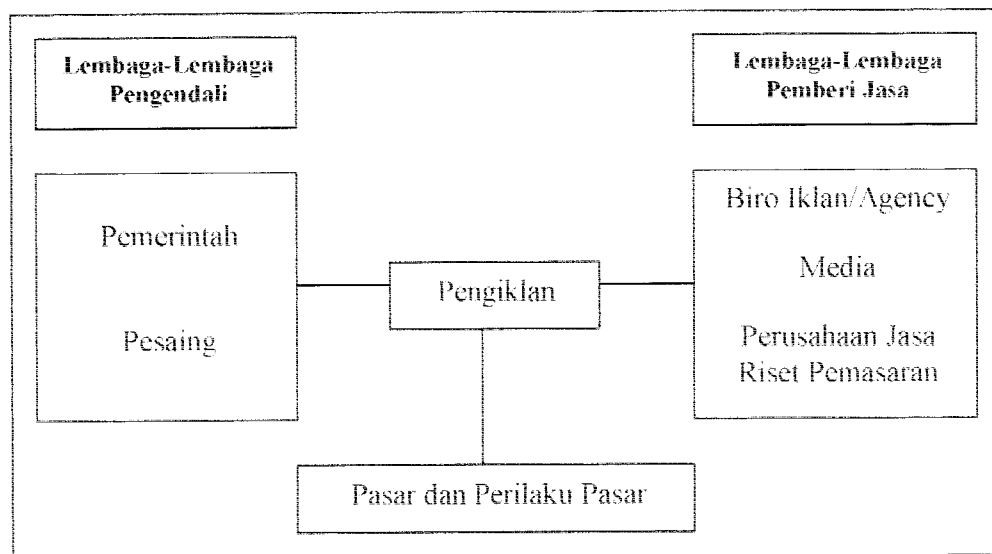 Lembaga-Lembaga
Pengendali
Lembaga-Lembaga
Pemberi Jasa
Pemerintah
Pesaing
Pengiklan
Biro Iklan/Agency
Media
Perusahaan Jasa
Riset Pemasaran
Pasar dan Perilaku Pasar